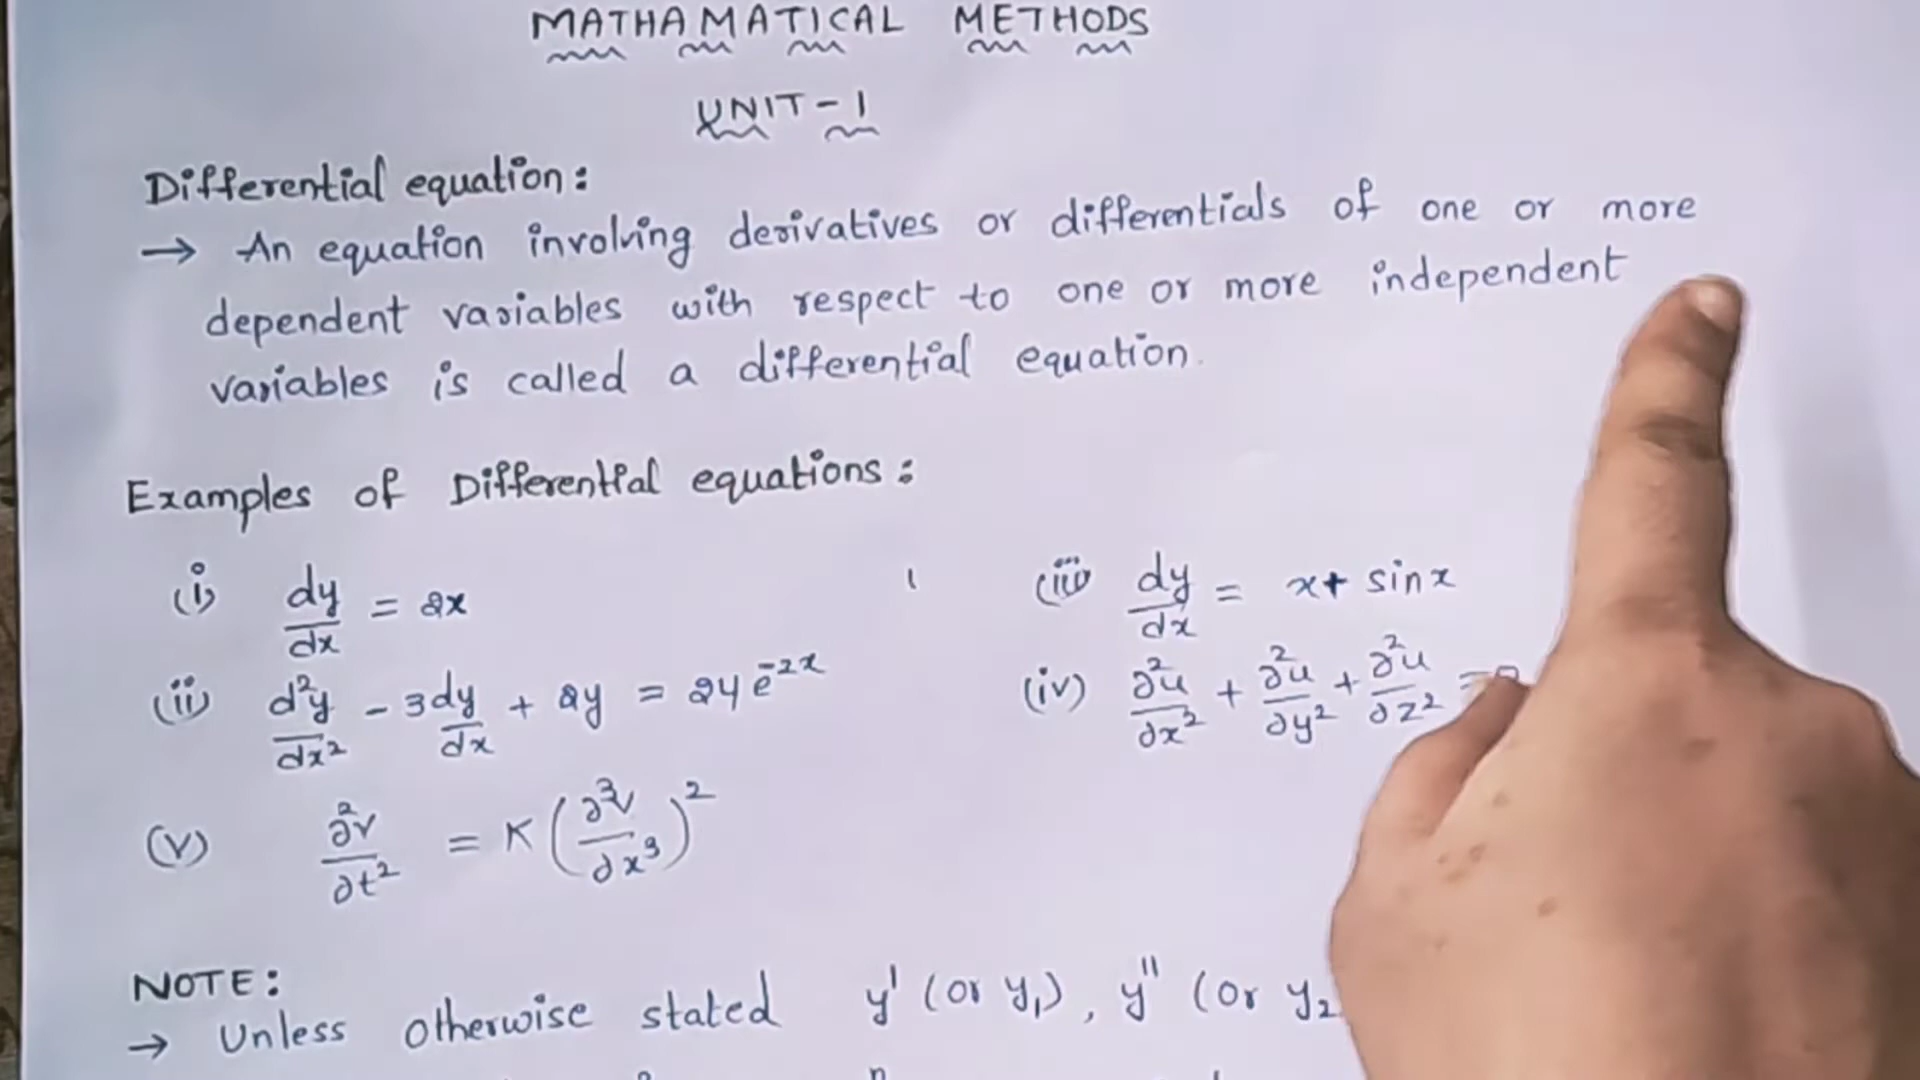 MATHAMATICAL METHODS
UNIT-1
Differential equation:
→ An equation involving derivatives or differentials of one or more
dependent variables with respect to one or more independent
variables is called a differential equation.
Examples of Differential equations:
(i) dy/dx = 2x
(iii) dy/dx = x + sin x
(ii) d²y/dx² - 3dy/dx + 2y = 24e⁻²ˣ
(iv) ∂²u/∂x² + ∂²u/∂y² + ∂²u/∂z² =
(v) ∂²v/∂t² = K(∂³v/∂x³)²
NOTE:
→ Unless otherwise stated y' (or y₁), y'' (or y₂